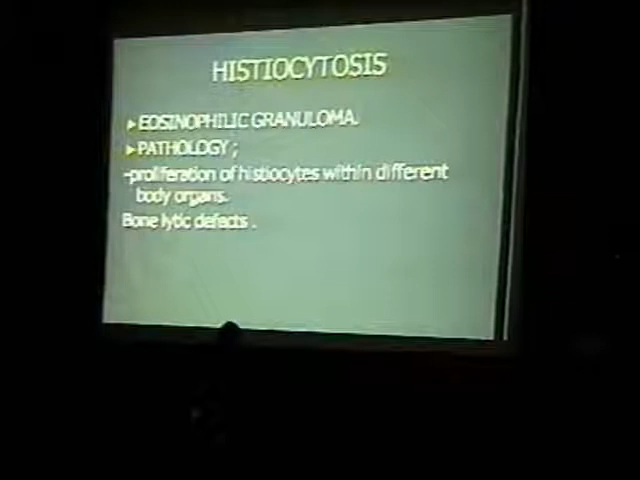 HISTIOCYTOSIS
▸ EOSINOPHILIC GRANULOMA.
▸ PATHOLOGY ;
-proliferation of histiocytes within different
body organs.
Bone lytic defects .